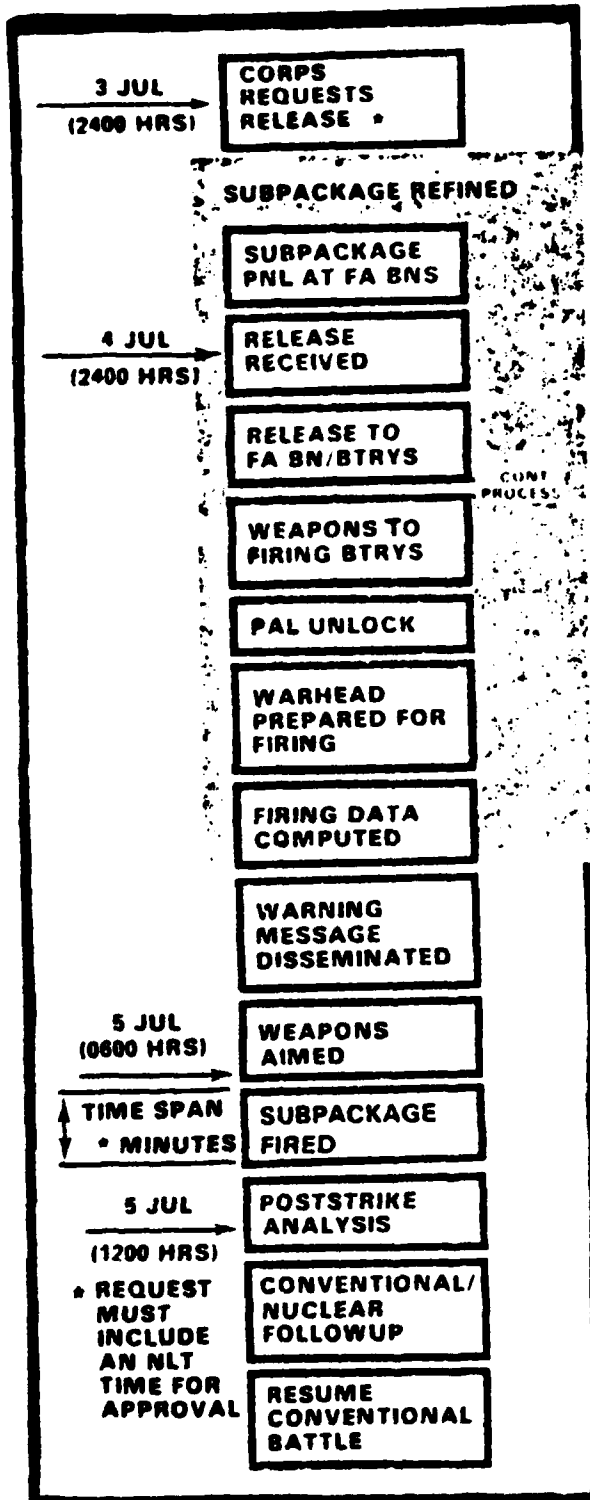 3 JUL
(2400 HRS)
CORPS
REQUESTS
RELEASE *
SUBPACKAGE REFINED
SUBPACKAGE
PNL AT FA BNS
4 JUL
(2400 HRS)
RELEASE
RECEIVED
RELEASE TO
FA BN/BTRYS
CONT
PROCESS
WEAPONS TO
FIRING BTRYS
PAL UNLOCK
WARHEAD
PREPARED FOR
FIRING
FIRING DATA
COMPUTED
WARNING
MESSAGE
DISSEMINATED
5 JUL
(0600 HRS)
WEAPONS
AIMED
TIME SPAN
* MINUTES
SUBPACKAGE
FIRED
5 JUL
(1200 HRS)
POSTSTRIKE
ANALYSIS
* REQUEST
MUST
INCLUDE
AN NLT
TIME FOR
APPROVAL
CONVENTIONAL/
NUCLEAR
FOLLOWUP
RESUME
CONVENTIONAL
BATTLE